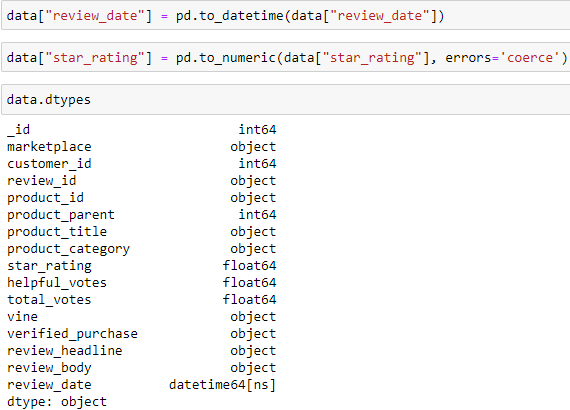 data["review_date"] = pd.to_datetime(data["review_date"])
data["star_rating"] = pd.to_numeric(data["star_rating"], errors='coerce')
data.dtypes
_id int64
marketplace object
customer_id int64
review_id object
product_id object
product_parent int64
product_title object
product_category object
star_rating float64
helpful_votes float64
total_votes float64
vine object
verified_purchase object
review_headline object
review_body object
review_date datetime64[ns]
dtype: object